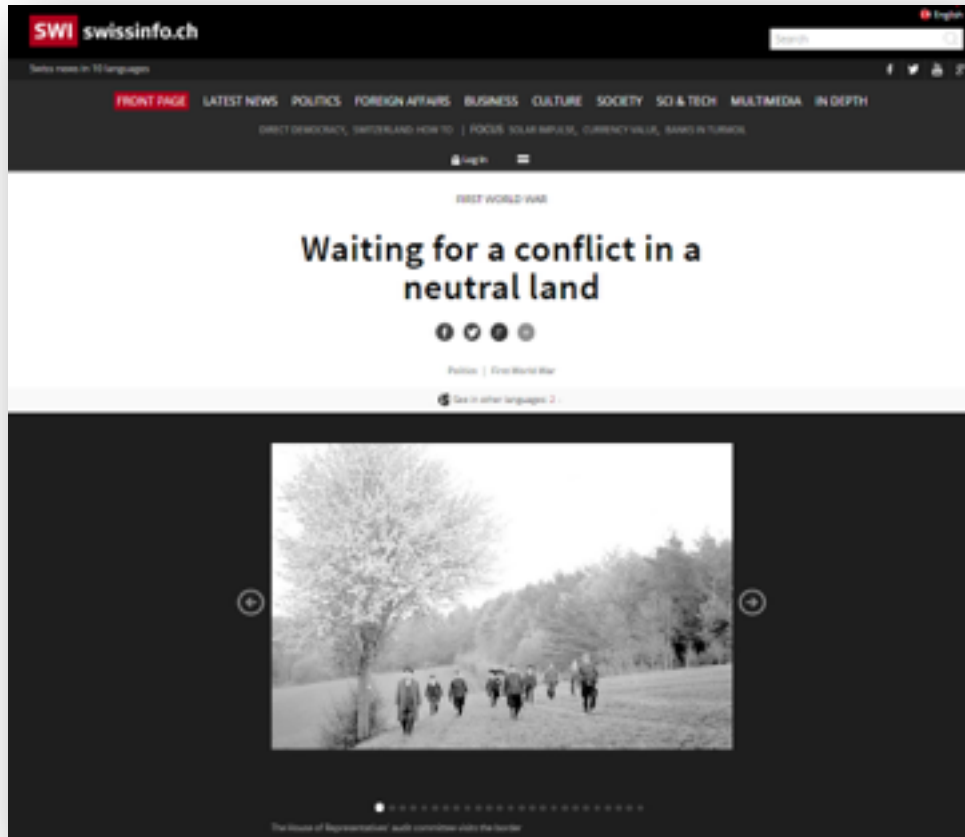 SWI swissinfo.ch
English
Search
Swiss news in 10 languages
FRONT PAGE LATEST NEWS POLITICS FOREIGN AFFAIRS BUSINESS CULTURE SOCIETY SCI & TECH MULTIMEDIA IN DEPTH
DIRECT DEMOCRACY, SWITZERLAND: HOW TO | FOCUS SOLAR IMPULSE, CURRENCY VALUE, BANKS IN TURMOIL
Log in
FIRST WORLD WAR
Waiting for a conflict in a
neutral land
Politics | First World War
See in other languages: 2
The House of Representatives' audit committee visits the border